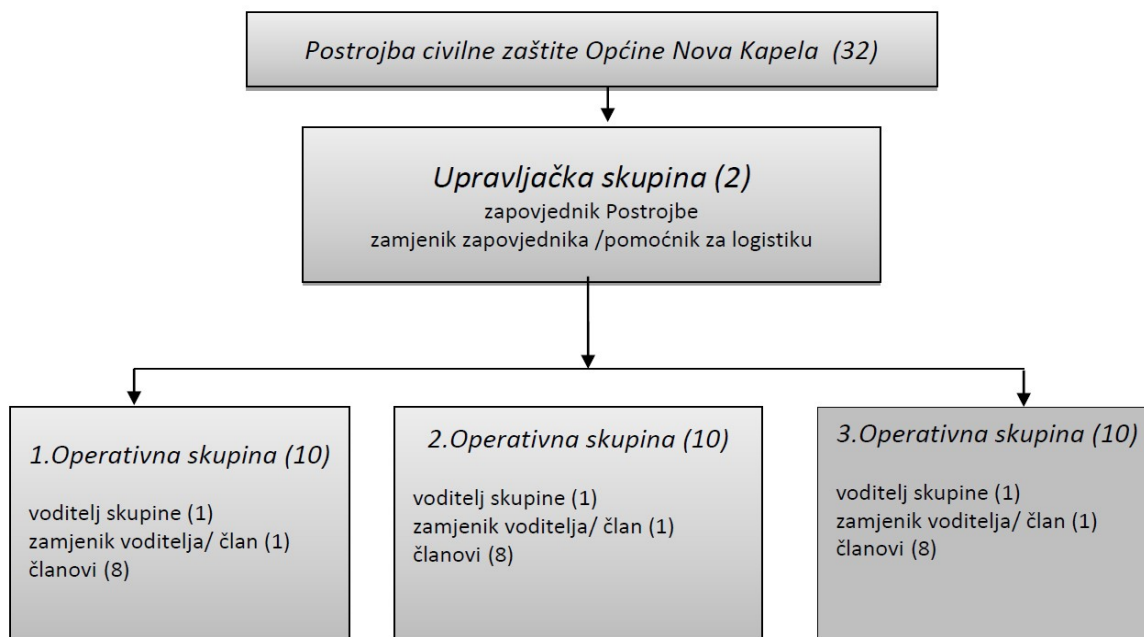 Postrojba civilne zaštite Općine Nova Kapela (32)
Upravljačka skupina (2)
zapovjednik Postrojbe
zamjenik zapovjednika /pomoćnik za logistiku
1.Operativna skupina (10)
voditelj skupine (1)
zamjenik voditelja/ član (1)
članovi (8)
2.Operativna skupina (10)
voditelj skupine (1)
zamjenik voditelja/ član (1)
članovi (8)
3.Operativna skupina (10)
voditelj skupine (1)
zamjenik voditelja/ član (1)
članovi (8)